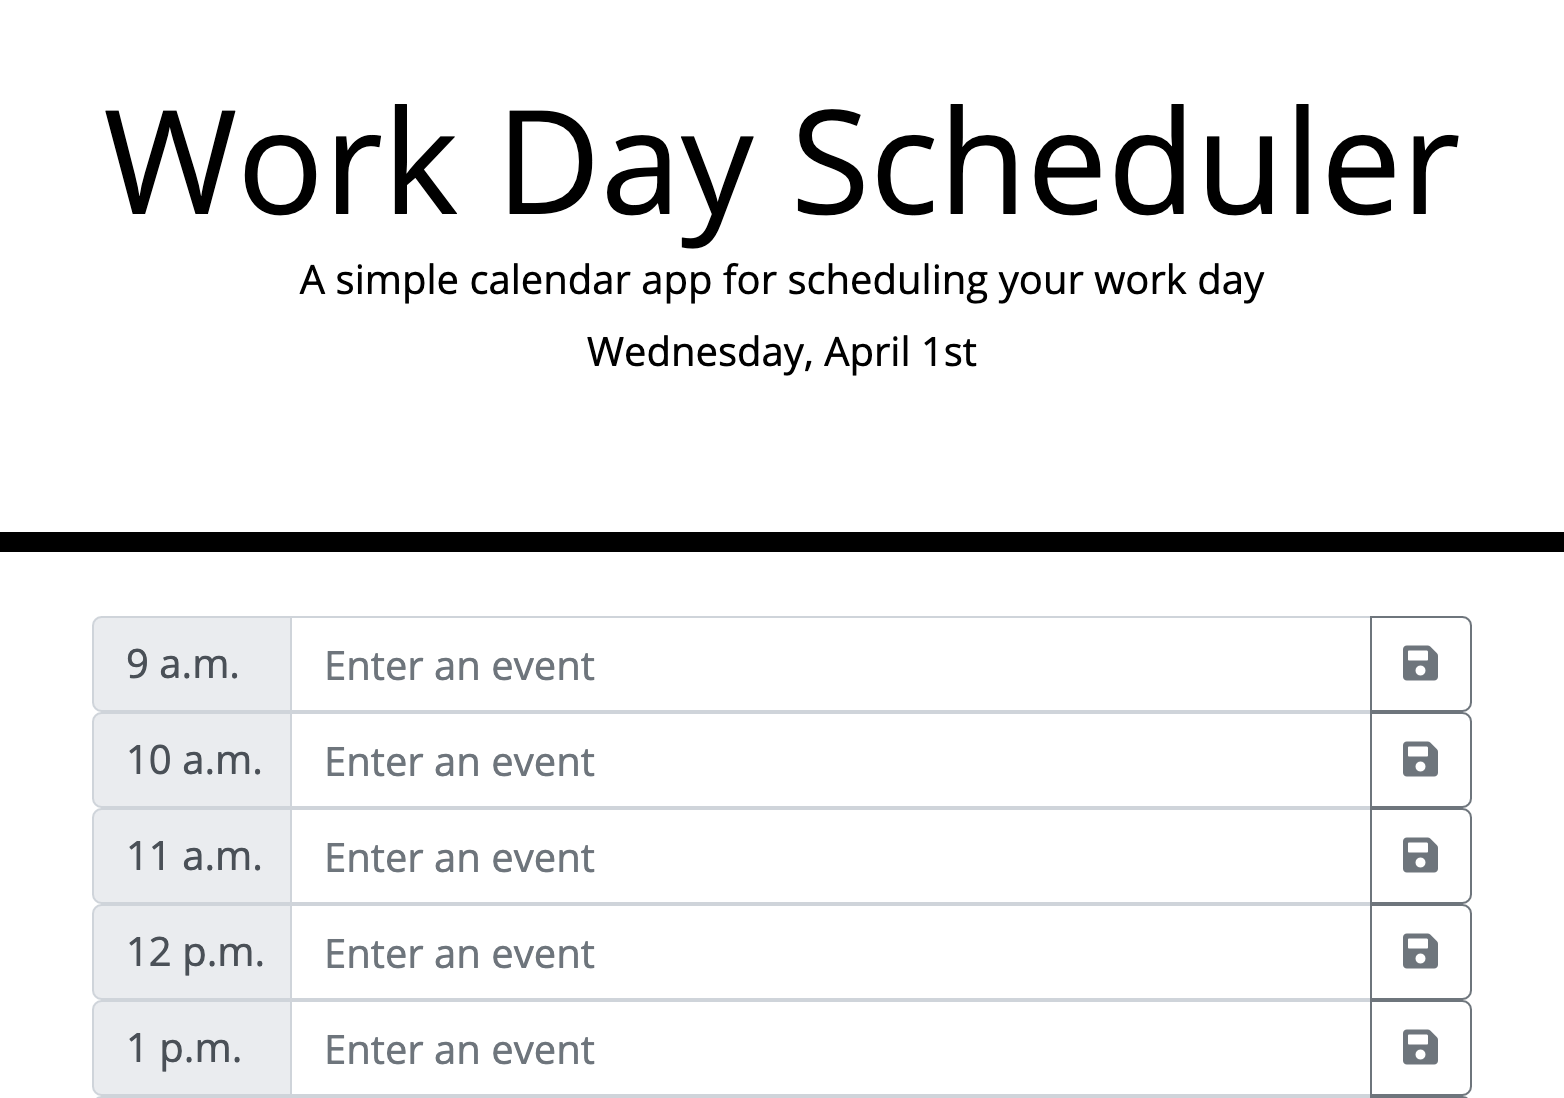 Work Day Scheduler
A simple calendar app for scheduling your work day
Wednesday, April 1st
9 a.m. Enter an event
10 a.m. Enter an event
11 a.m. Enter an event
12 p.m. Enter an event
1 p.m. Enter an event